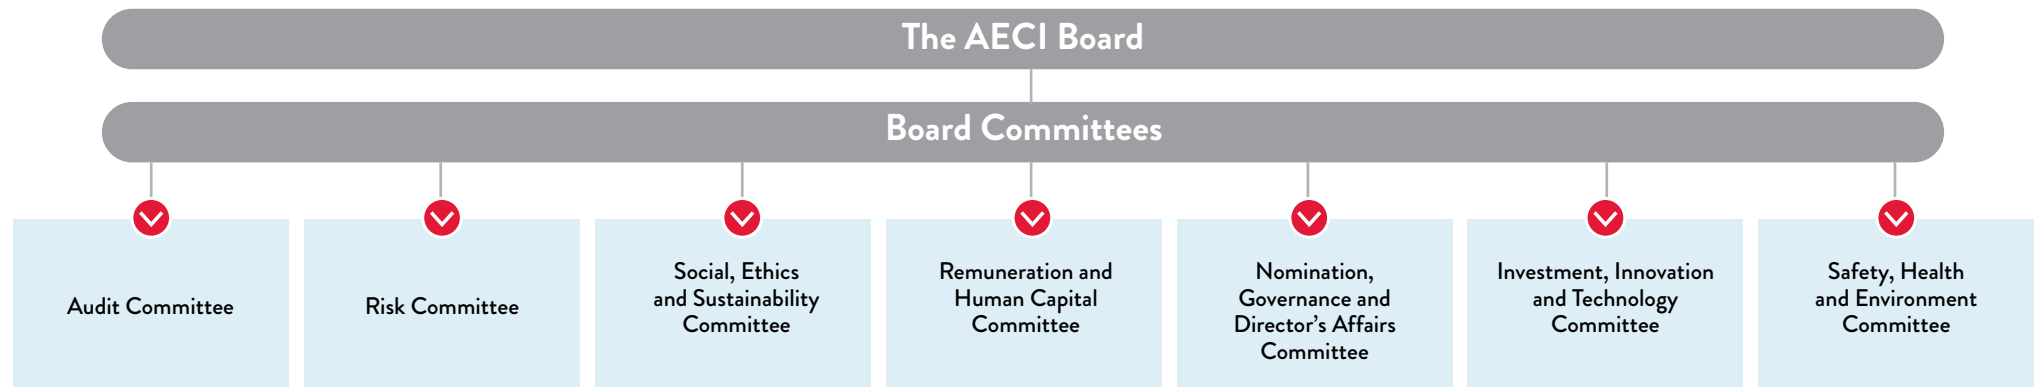 The AECI Board
Board Committees
Audit Committee
Risk Committee
Social, Ethics
and Sustainability
Committee
Remuneration and
Human Capital
Committee
Nomination,
Governance and
Director’s Affairs
Committee
Investment, Innovation
and Technology
Committee
Safety, Health
and Environment
Committee